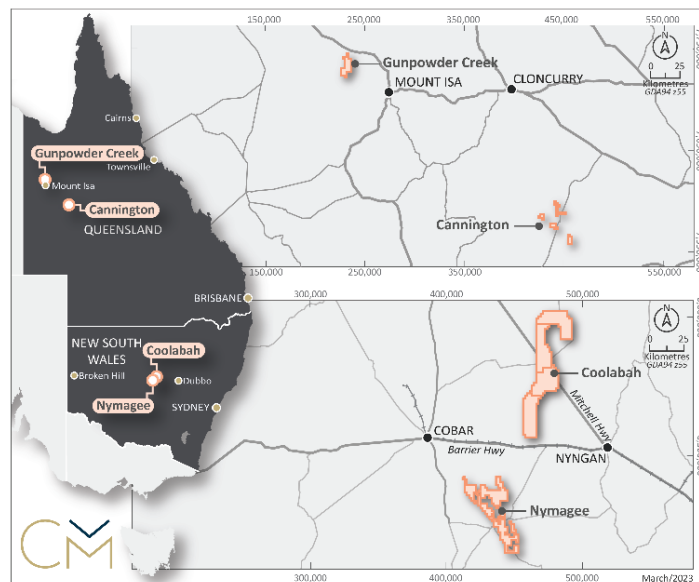 150,000
250,000
350,000
450,000
550,000
N
Gunpowder Creek
MOUNT ISA
CLONCURRY
0
25
Kilometres
GDA94 z55
Cairns
Gunpowder Creek
Townsville
Mount Isa
Cannington
QUEENSLAND
Cannington
150,000
250,000
350,000
450,000
550,000
BRISBANE
300,000
400,000
500,000
NEW SOUTH
WALES
Coolabah
Broken Hill
Dubbo
Nymagee
SYDNEY
N
0
25
Kilometres
GDA94 z55
Coolabah
Mitchell Hwy
COBAR
Barrier Hwy
NYNGAN
Nymagee
CM
300,000
400,000
500,000
March/2023